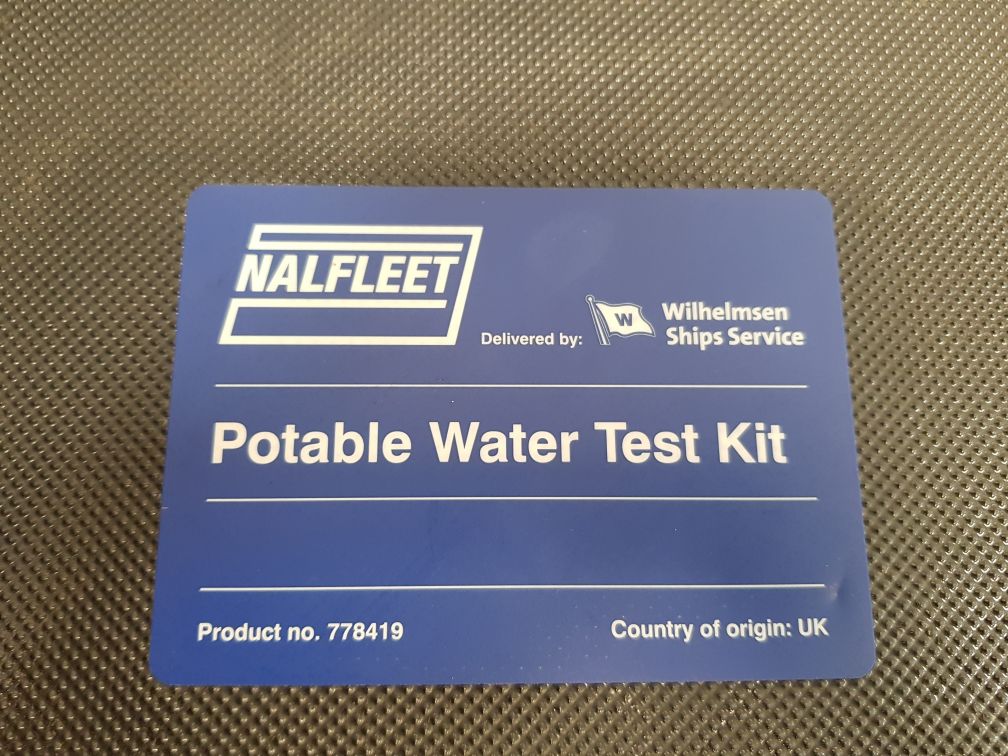 NALFLEET
Delivered by:
W
Wilhelmsen
Ships Service
Potable Water Test Kit
Product no. 778419
Country of origin: UK